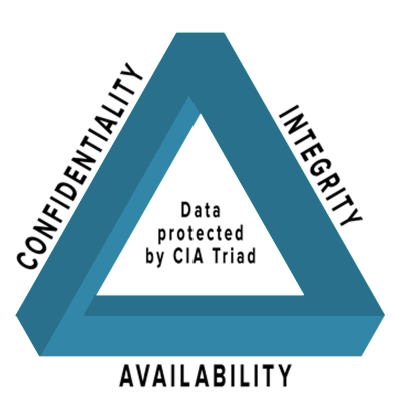 CONFIDENTIALITY
INTEGRITY
Data
protected
by CIA Triad
AVAILABILITY